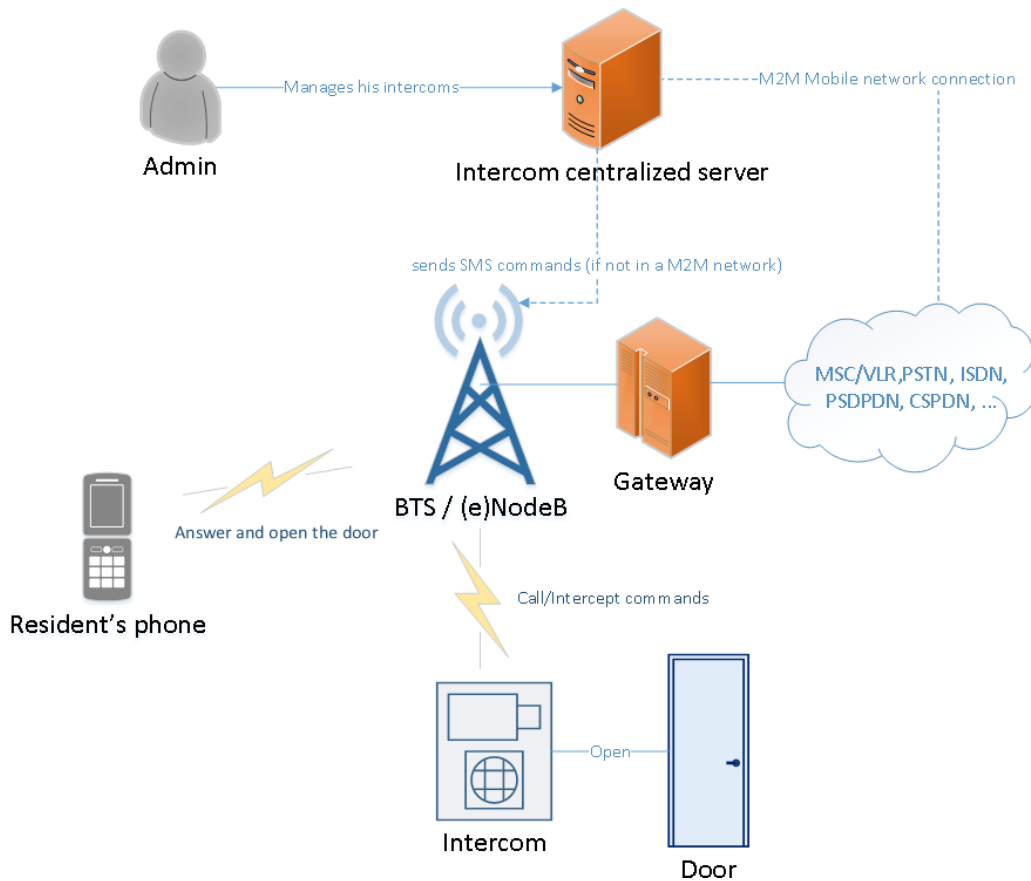 Manages his intercoms
M2M Mobile network connection
Admin
Intercom centralized server
sends SMS commands (if not in a M2M network)
MSC/VLR,PSTN, ISDN,
PSDPDN, CSPDN, ...
Gateway
BTS / (e)NodeB
Answer and open the door
Call/Intercept commands
Resident's phone
Open
Intercom
Door